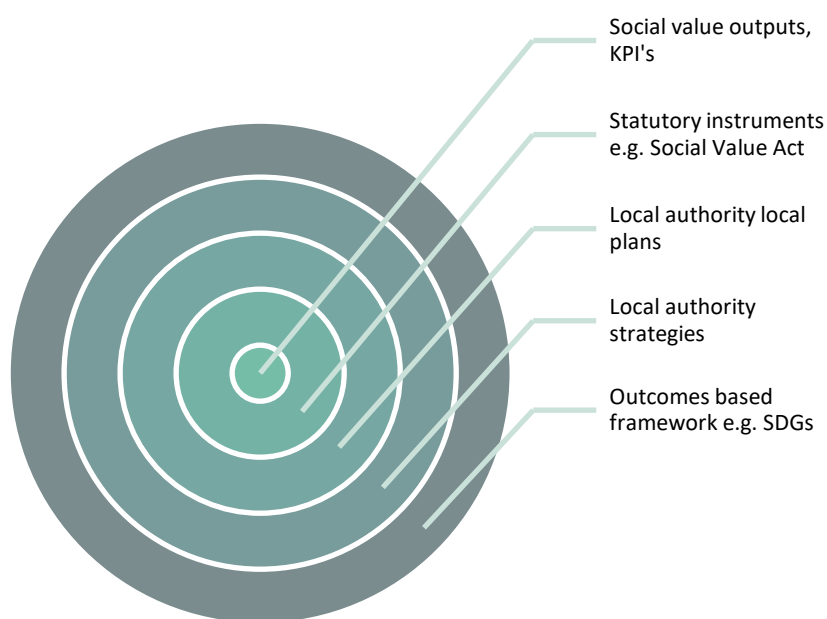 Social value outputs,
KPI's
Statutory instruments
e.g. Social Value Act
Local authority local
plans
Local authority
strategies
Outcomes based
framework e.g. SDGs